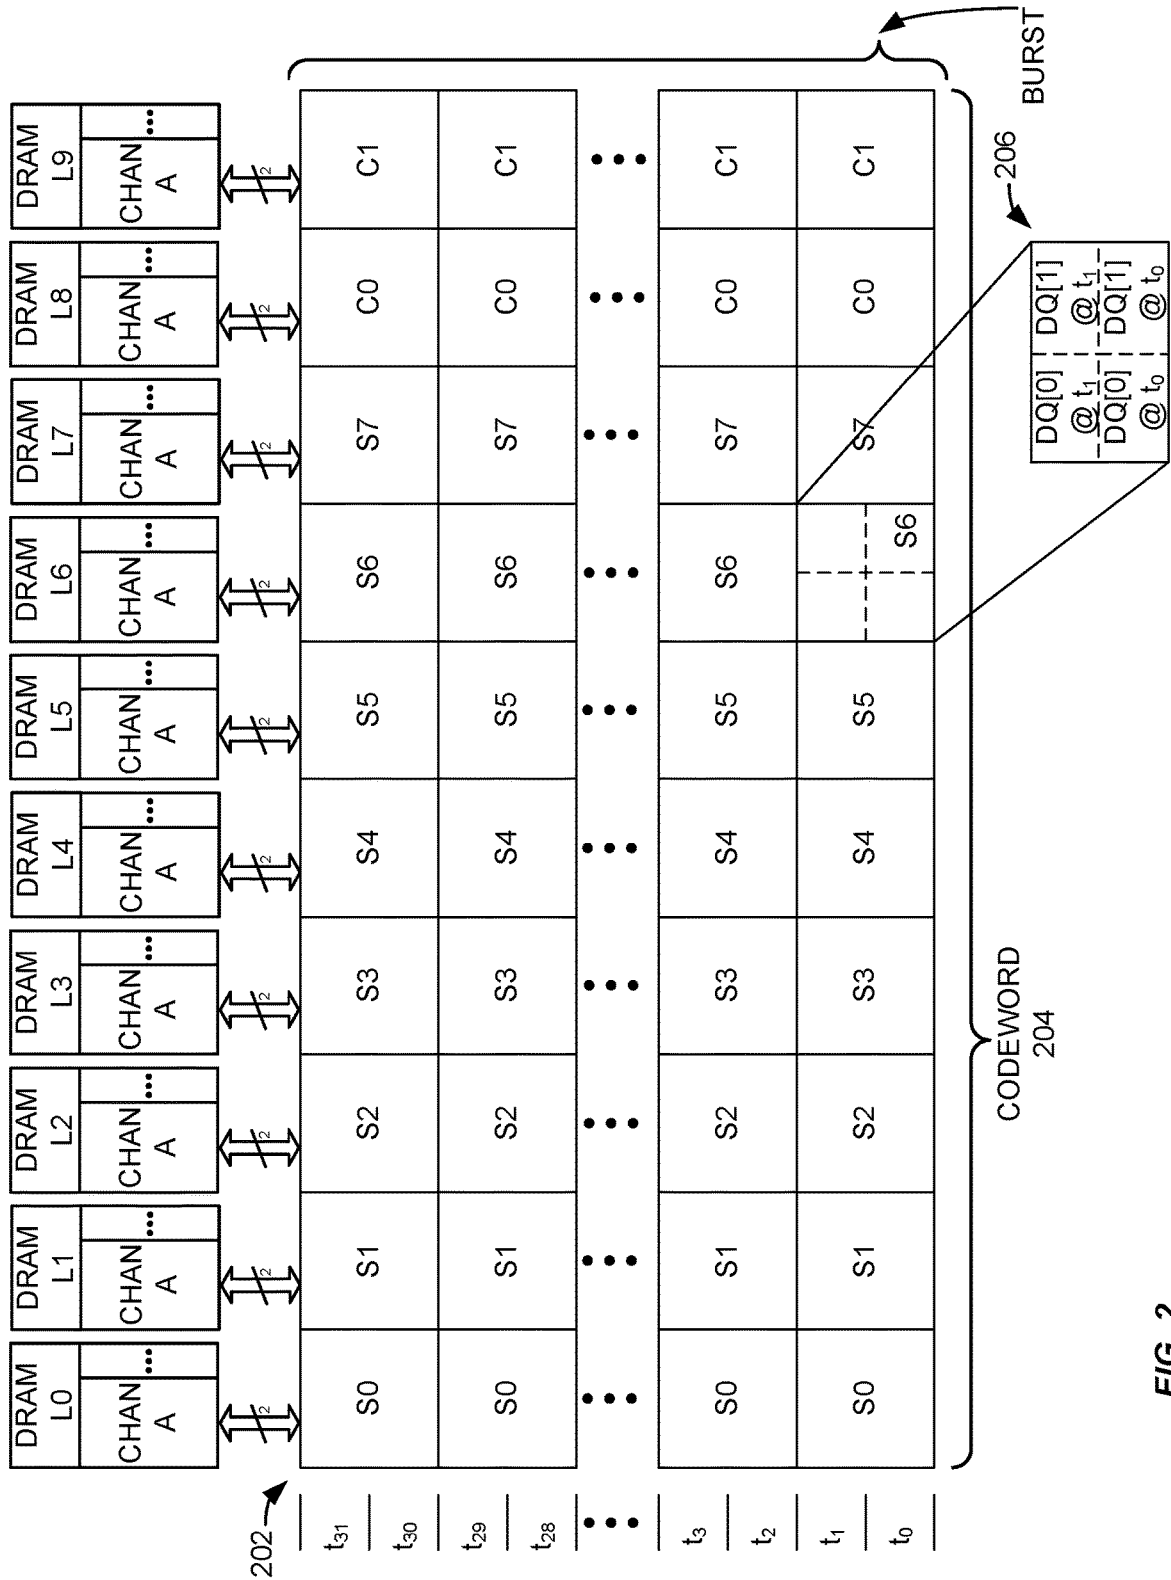 DRAM L0
DRAM L1
DRAM L2
DRAM L3
DRAM L4
DRAM L5
DRAM L6
DRAM L7
DRAM L8
DRAM L9
CHAN A •••
CHAN A •••
CHAN A •••
CHAN A •••
CHAN A •••
CHAN A •••
CHAN A •••
CHAN A •••
CHAN A •••
CHAN A •••
2 2 2 2 2 2 2 2 2 2
202
t31 S0 S1 S2 S3 S4 S5 S6 S7 C0 C1
t30
t29 S0 S1 S2 S3 S4 S5 S6 S7 C0 C1
t28
••• ••• ••• ••• ••• ••• ••• ••• ••• ••• •••
t3 S0 S1 S2 S3 S4 S5 S6 S7 C0 C1
t2
t1 S0 S1 S2 S3 S4 S5 S6 S7 C0 C1
t0
BURST
CODEWORD
204
206
DQ[0] @ t1
DQ[1] @ t1
DQ[0] @ t0
DQ[1] @ t0
FIG. 2